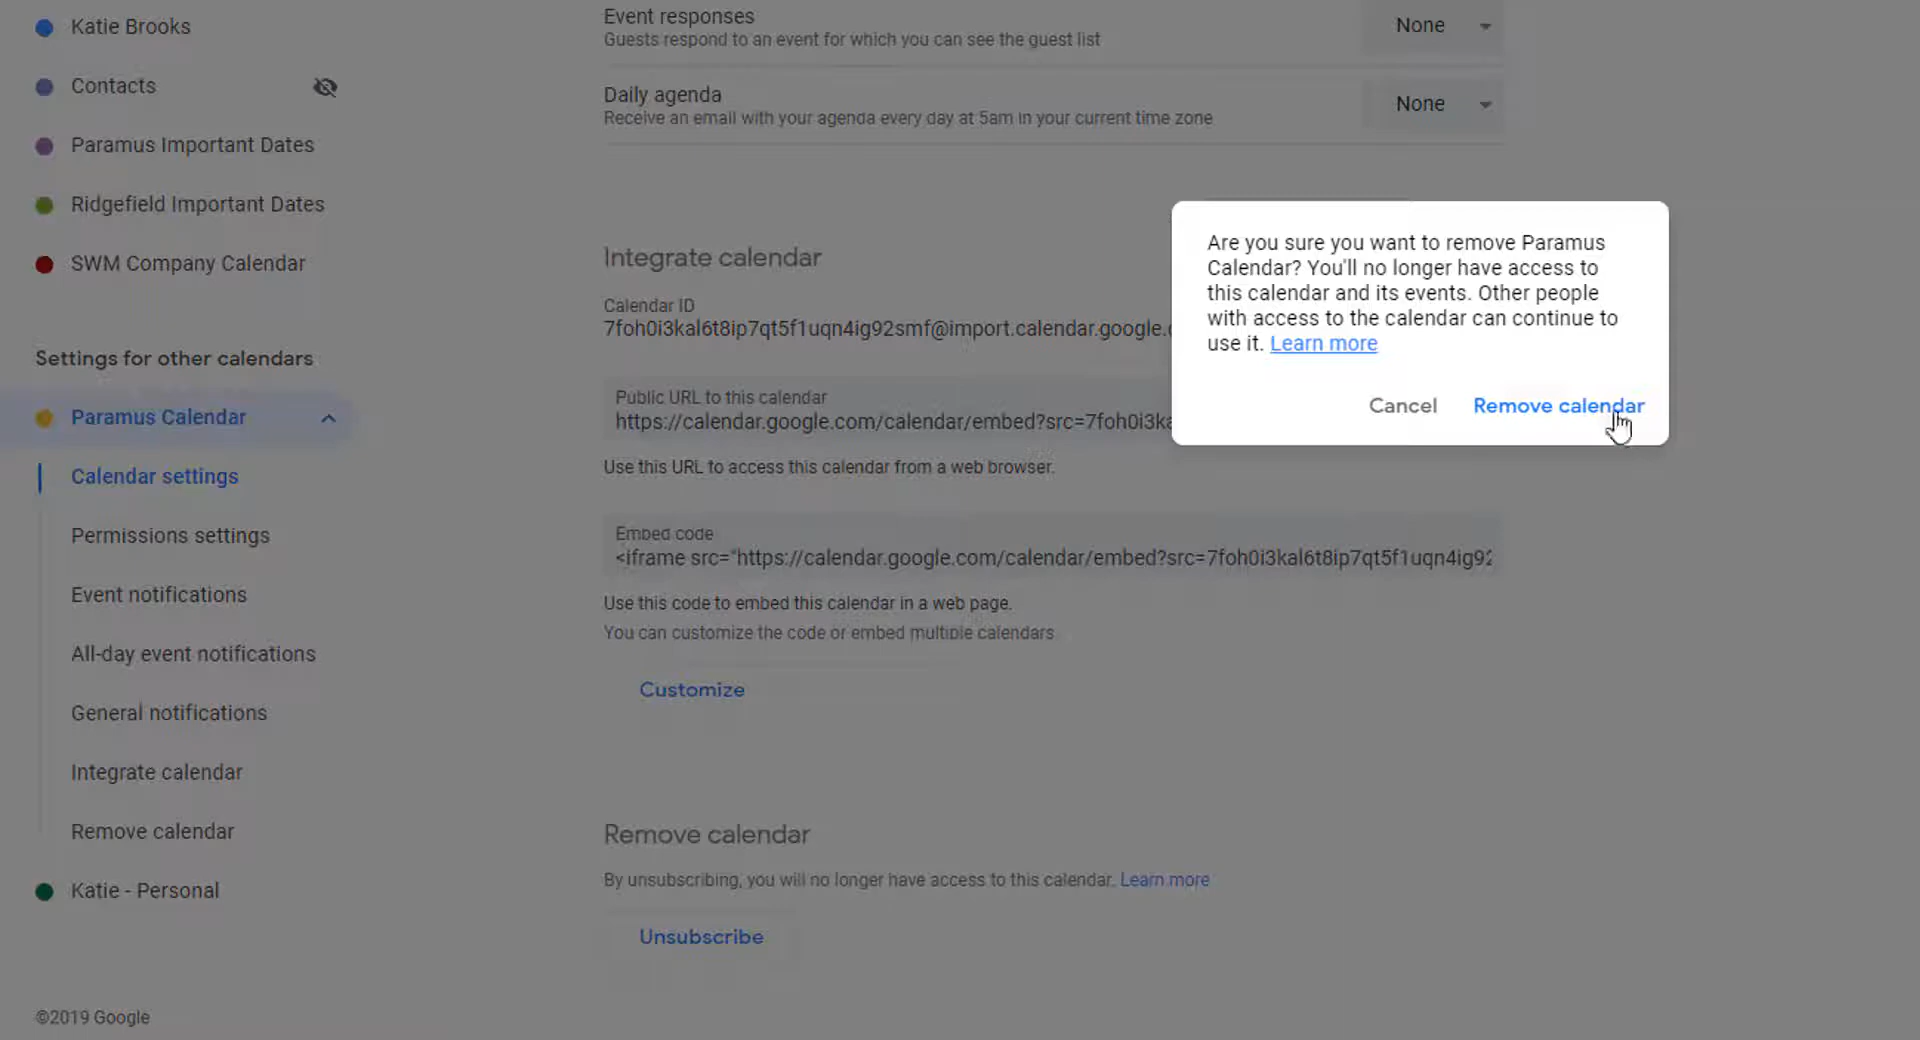 Katie Brooks
Contacts
Paramus Important Dates
Ridgefield Important Dates
SWM Company Calendar
Settings for other calendars
Paramus Calendar
Calendar settings
Permissions settings
Event notifications
All-day event notifications
General notifications
Integrate calendar
Remove calendar
Katie - Personal
©2019 Google
Event responses
None
Guests respond to an event for which you can see the guest list
Daily agenda
None
Receive an email with your agenda every day at 5am in your current time zone
Integrate calendar
Calendar ID
7foh0i3kal6t8ip7qt5f1uqn4ig92smf@import.calendar.google.
Public URL to this calendar
https://calendar.google.com/calendar/embed?src=7foh0i3ka
Use this URL to access this calendar from a web browser.
Embed code
<iframe src="https://calendar.google.com/calendar/embed?src=7foh0i3kal6t8ip7qt5f1uqn4ig92
Use this code to embed this calendar in a web page.
You can customize the code or embed multiple calendars
Customize
Remove calendar
By unsubscribing, you will no longer have access to this calendar. Learn more
Unsubscribe
Are you sure you want to remove Paramus
Calendar? You'll no longer have access to
this calendar and its events. Other people
with access to the calendar can continue to
use it. Learn more
Cancel
Remove calendar